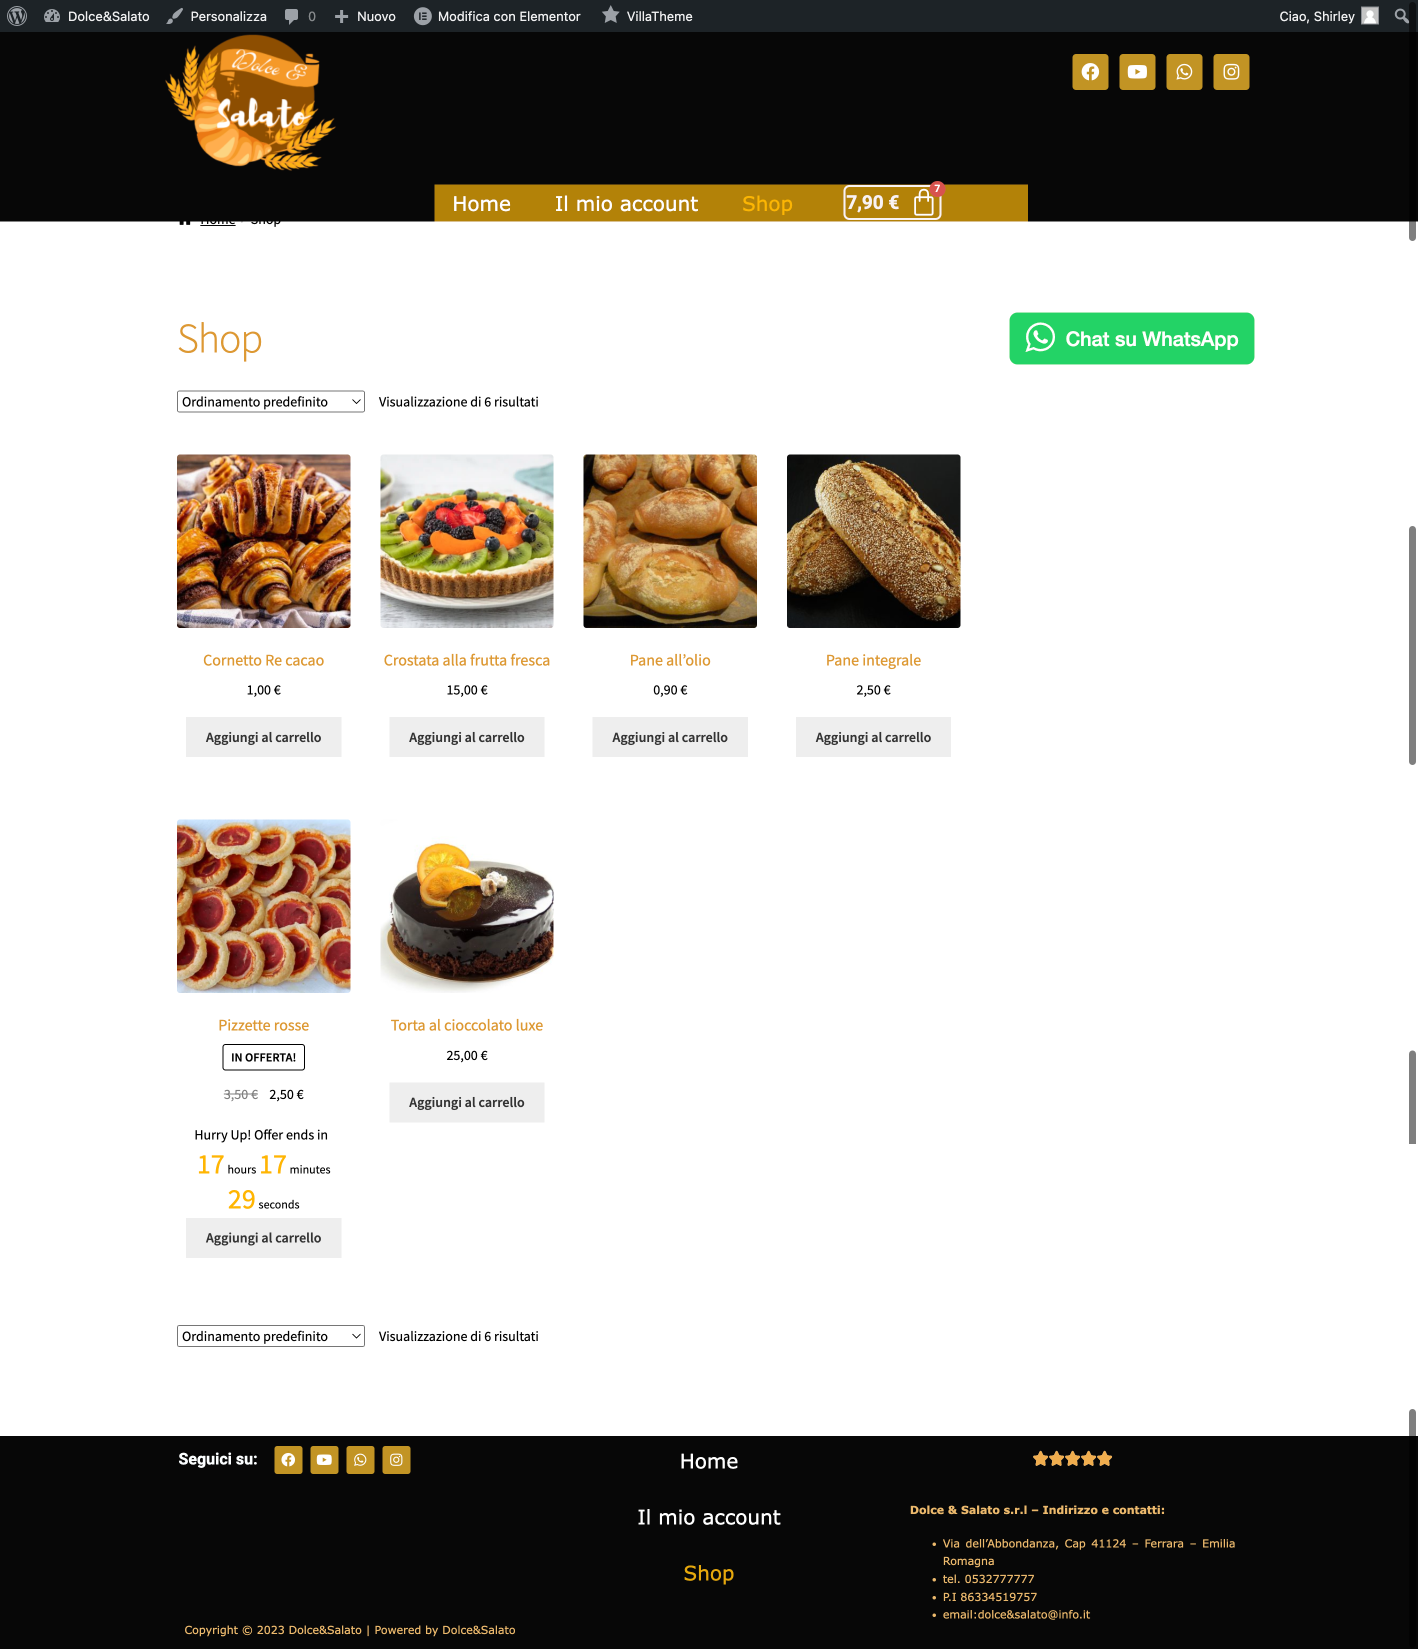 Dolce&Salato Personalizza 0 Nuovo Modifica con Elementor VillaTheme Ciao, Shirley
Dolce &
Salato
Home Il mio account Shop 7,90 € 7
Home Shop
Shop
Chat su WhatsApp
Ordinamento predefinito Visualizzazione di 6 risultati
Cornetto Re cacao Crostata alla frutta fresca Pane all’olio Pane integrale
1,00 € 15,00 € 0,90 € 2,50 €
Aggiungi al carrello Aggiungi al carrello Aggiungi al carrello Aggiungi al carrello
Pizzette rosse Torta al cioccolato luxe
IN OFFERTA! 25,00 €
3,50 € 2,50 € Aggiungi al carrello
Hurry Up! Offer ends in
17 hours 17 minutes
29 seconds
Aggiungi al carrello
Ordinamento predefinito Visualizzazione di 6 risultati
Seguici su:
Home
Il mio account
Shop
Dolce & Salato s.r.l – Indirizzo e contatti:
• Via dell’Abbondanza, Cap 41124 – Ferrara – Emilia
Romagna
• tel. 0532777777
• P.I 86334519757
• email:dolce&salato@info.it
Copyright © 2023 Dolce&Salato | Powered by Dolce&Salato